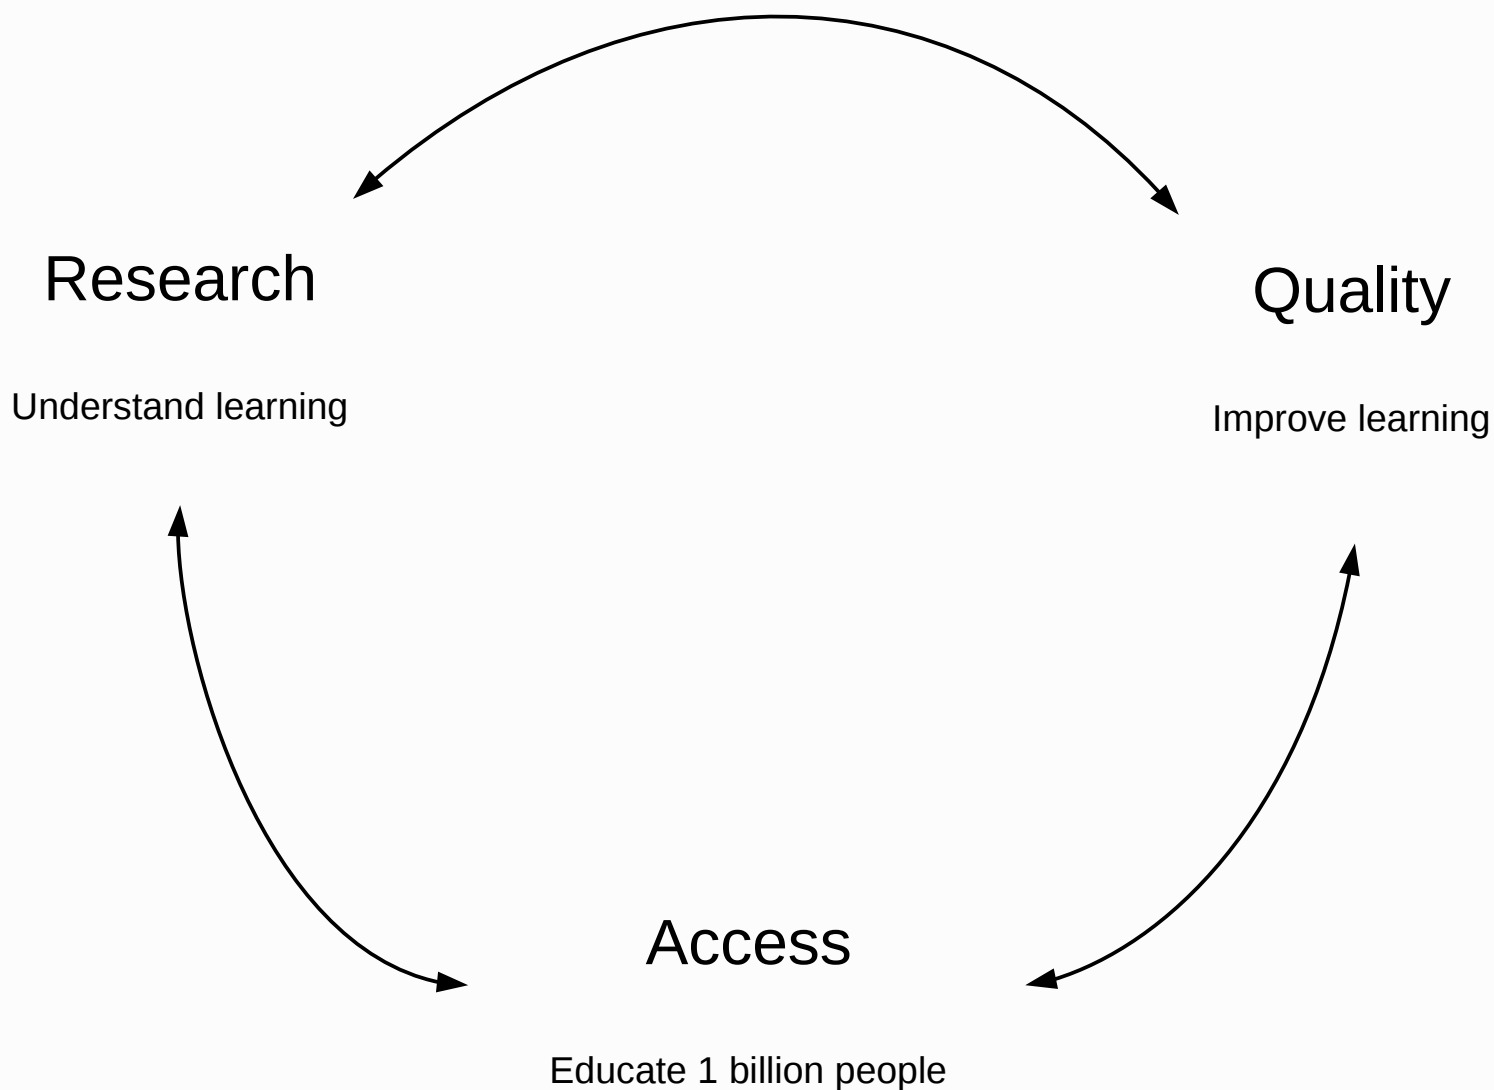 Research
Understand learning
Quality
Improve learning
Access
Educate 1 billion people